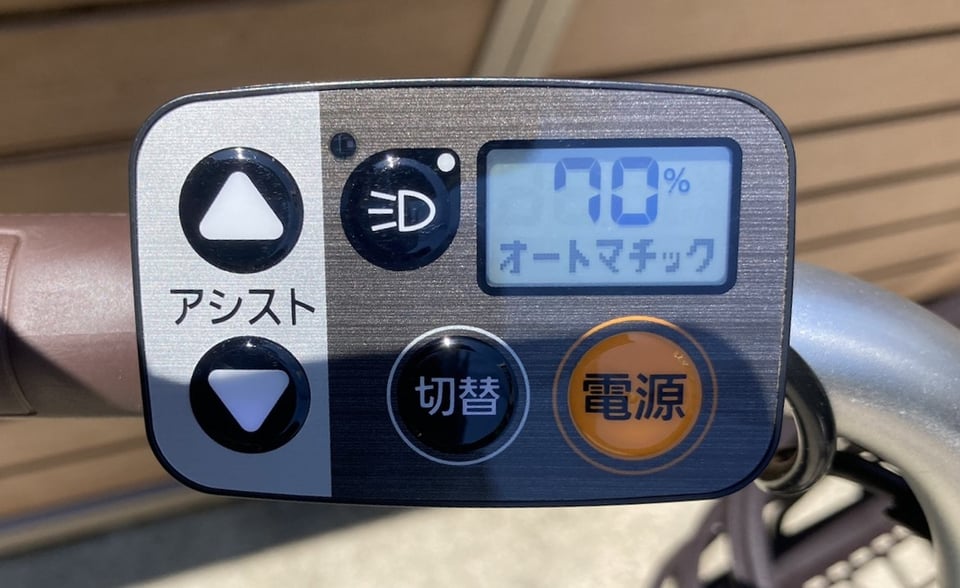 70%
オートマチック
アシスト
切替
電源